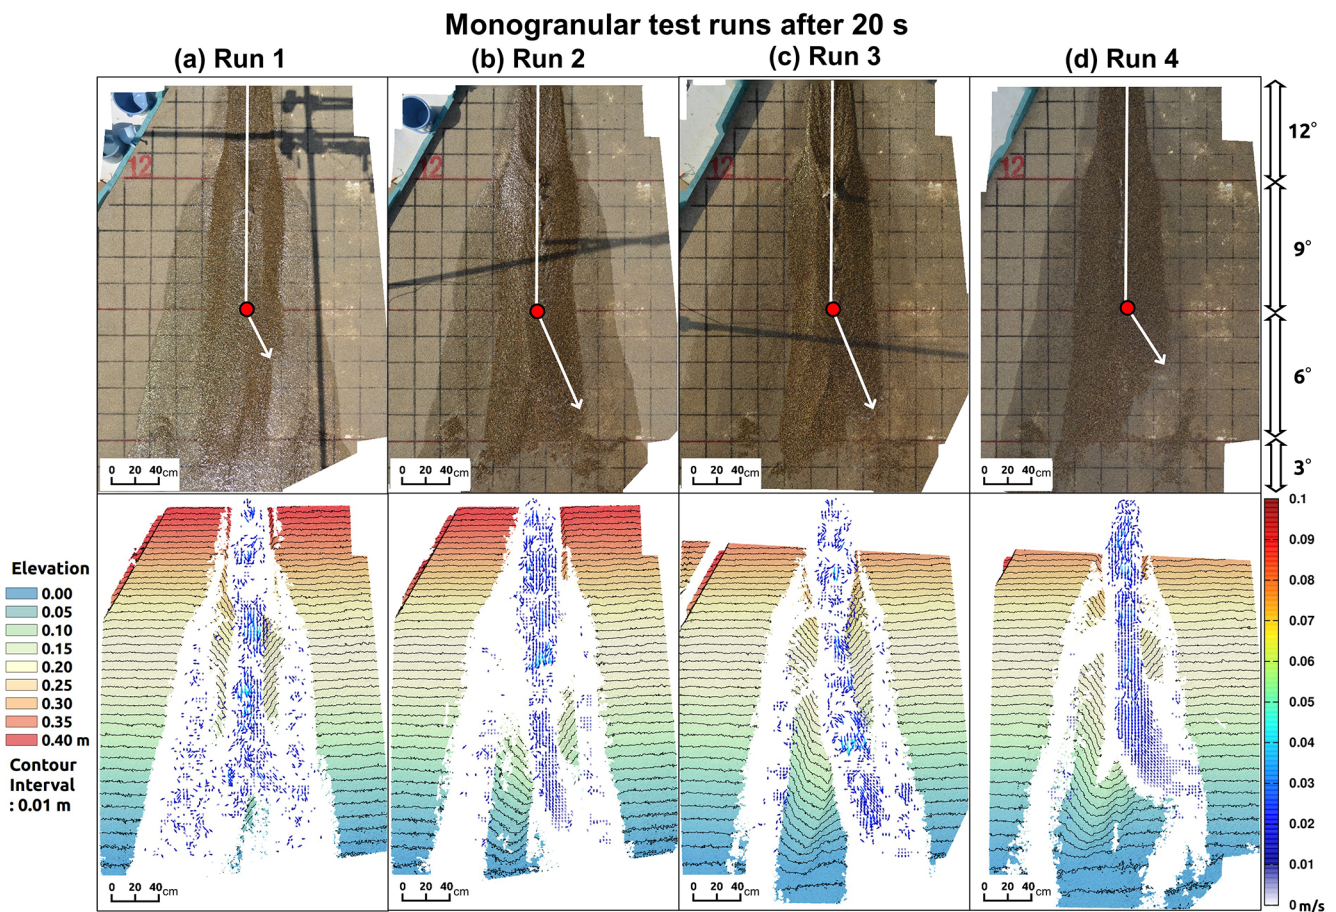 Monogranular test runs after 20 s
(a) Run 1
(b) Run 2
(c) Run 3
(d) Run 4
12
12
12
12
12°
9°
6°
3°
0 20 40cm
0 20 40cm
0 20 40cm
0 20 40cm
Elevation
0.00
0.05
0.10
0.15
0.20
0.25
0.30
0.35
0.40 m
Contour
Interval
: 0.01 m
0 20 40cm
0 20 40cm
0 20 40cm
0 20 40cm
0.1
0.09
0.08
0.07
0.06
0.05
0.04
0.03
0.02
0.01
0 m/s